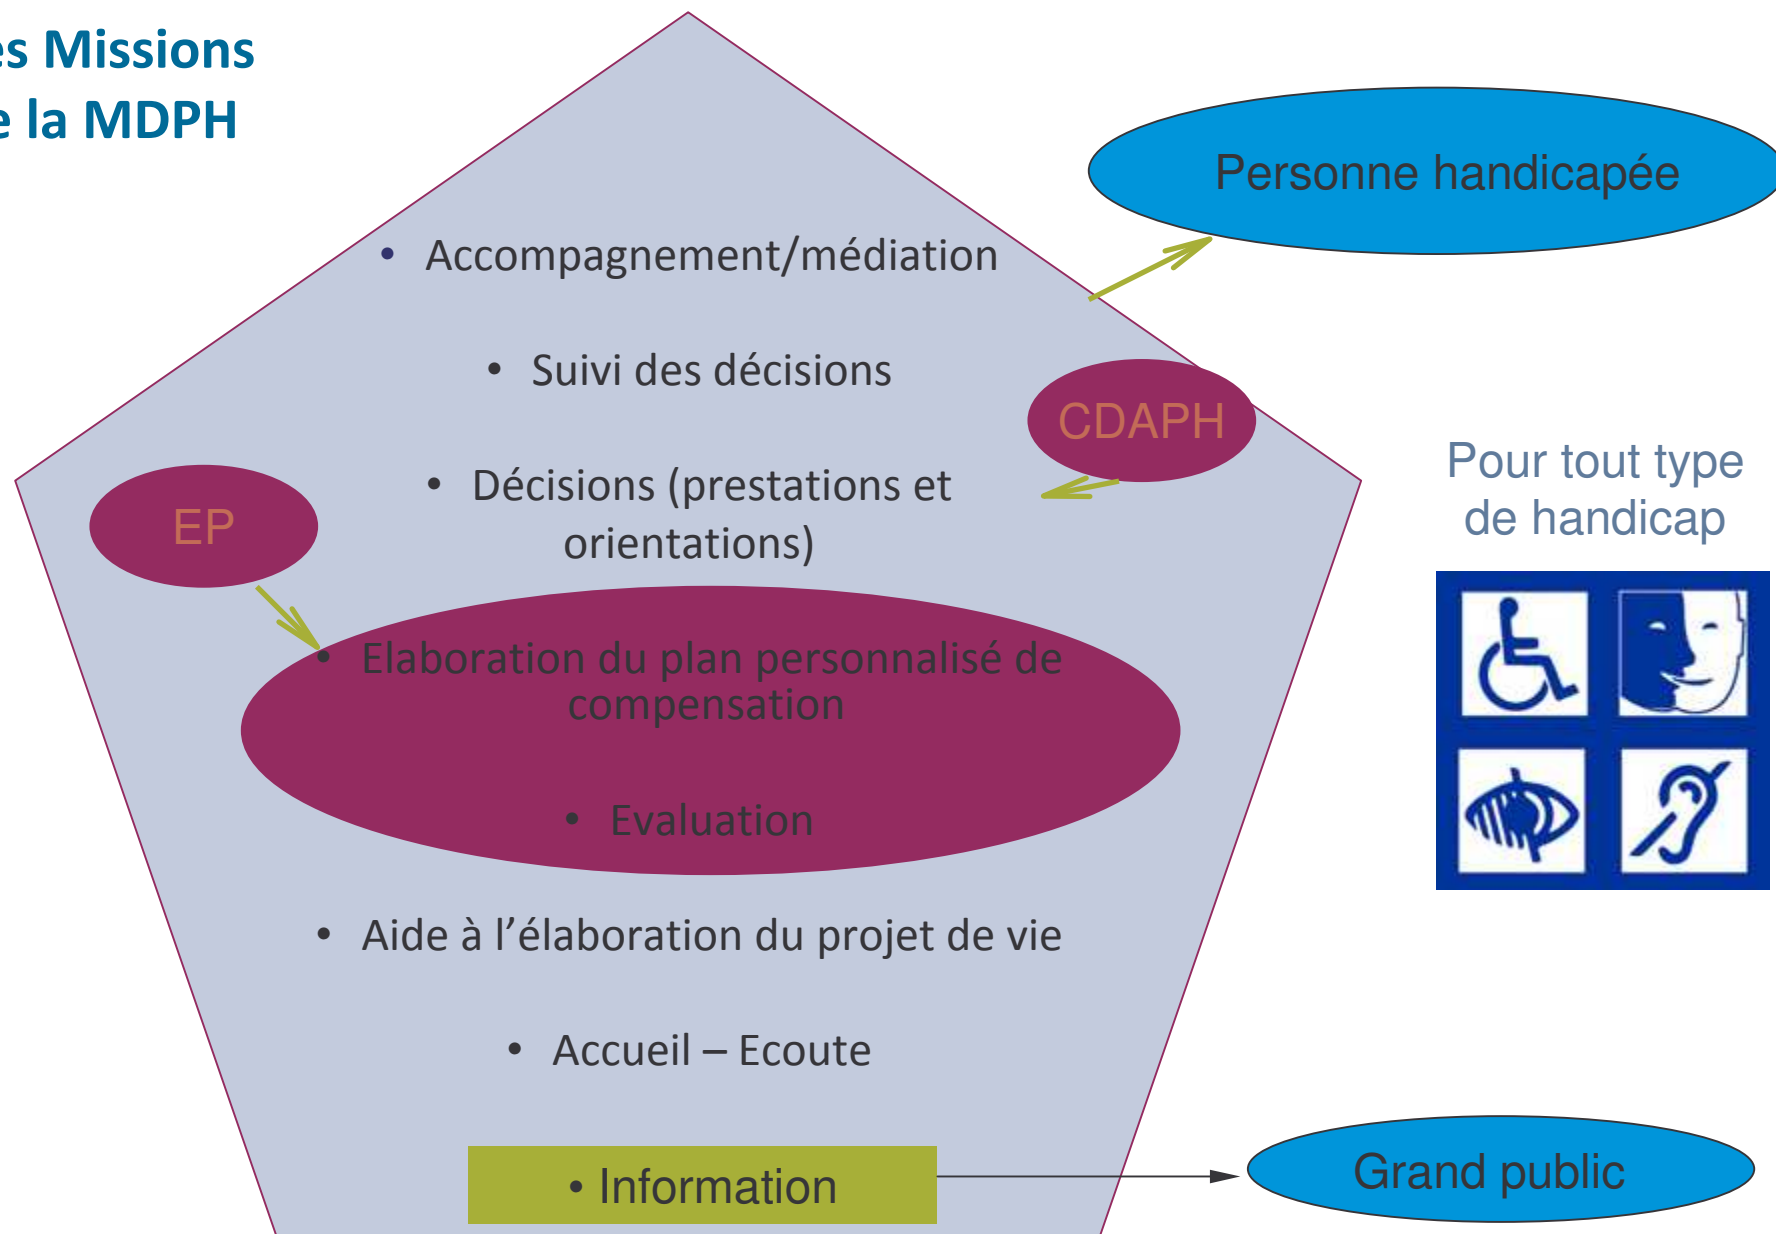 es Missions
e la MDPH
Personne handicapée
• Accompagnement/médiation
• Suivi des décisions
CDAPH
• Décisions (prestations et
orientations)
EP
Pour tout type
de handicap
• Elaboration du plan personnalisé de
compensation
• Evaluation
• Aide à l’élaboration du projet de vie
• Accueil – Ecoute
• Information
Grand public